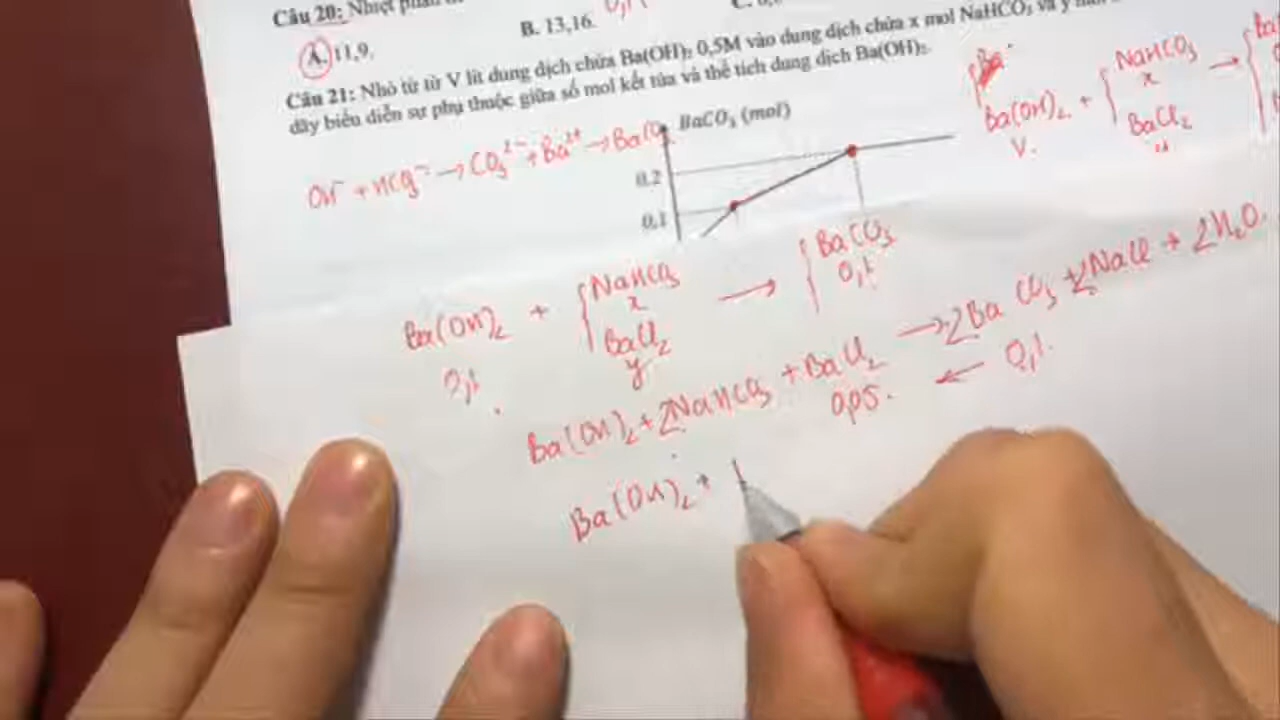 Câu 20: Nhiệt phân
A. 11,9.
B. 13,16.
Câu 21: Nhỏ từ từ V lít dung dịch chứa Ba(OH)₂ 0,5M vào dung dịch chứa x mol NaHCO₃ và y
đây biểu diễn sự phụ thuộc giữa số mol kết tủa và thể tích dung dịch Ba(OH)₂.
BaCO₃ (mol)
0.2
0.1
OH⁻ + HCO₃⁻ → CO₃²⁻ + Ba²⁺ → BaCO
Ba
Ba(OH)₂ + { NaHCO₃ → {
V. x
BaCl₂
Ba(OH)₂ + { NaHCO₃ → { BaCO₃
0,1 x 0,1
BaCl₂
y
Ba(OH)₂ + 2NaHCO₃ + BaCl₂ → 2BaCO₃ + 2NaCl + 2H₂O.
0,05. ← 0,1.
Ba(OH)₂ +